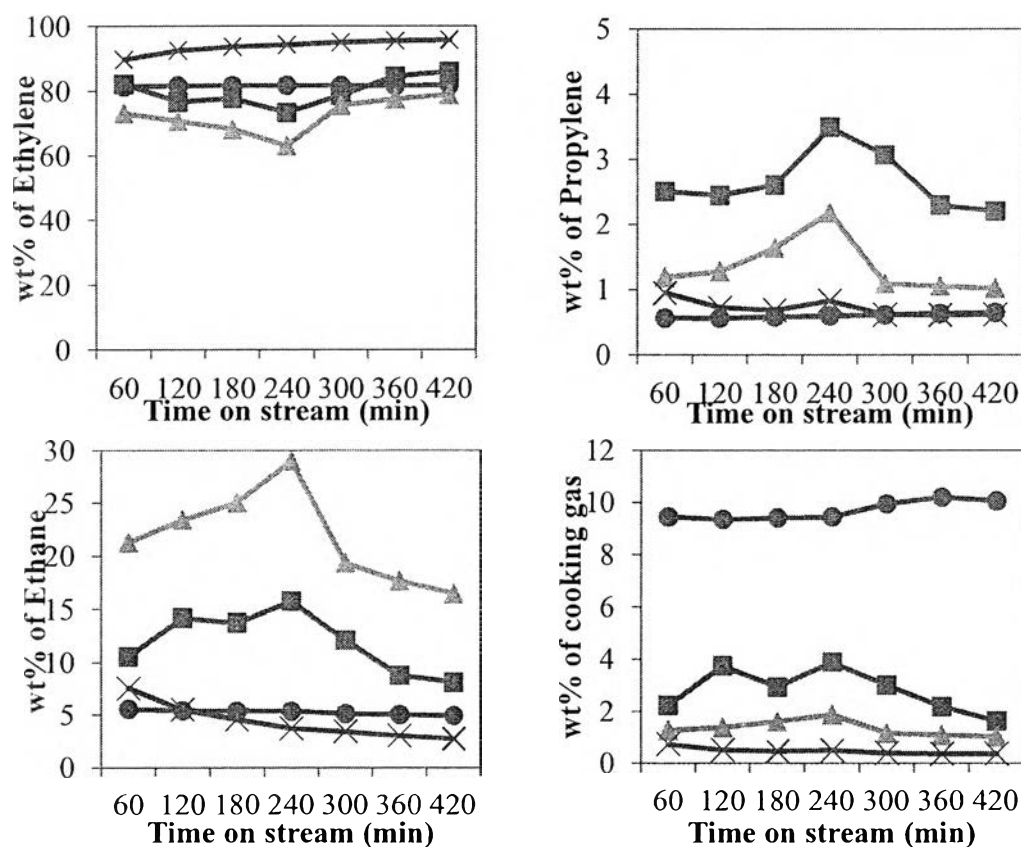 wt% of Ethylene
100
80
60
40
20
0
60 120 180 240 300 360 420
Time on stream (min)
wt% of Propylene
5
4
3
2
1
0
60 120 180 240 300 360 420
Time on stream (min)
wt% of Ethane
30
25
20
15
10
5
0
60 120 180 240 300 360 420
Time on stream (min)
wt% of cooking gas
12
10
8
6
4
2
0
60 120 180 240 300 360 420
Time on stream (min)